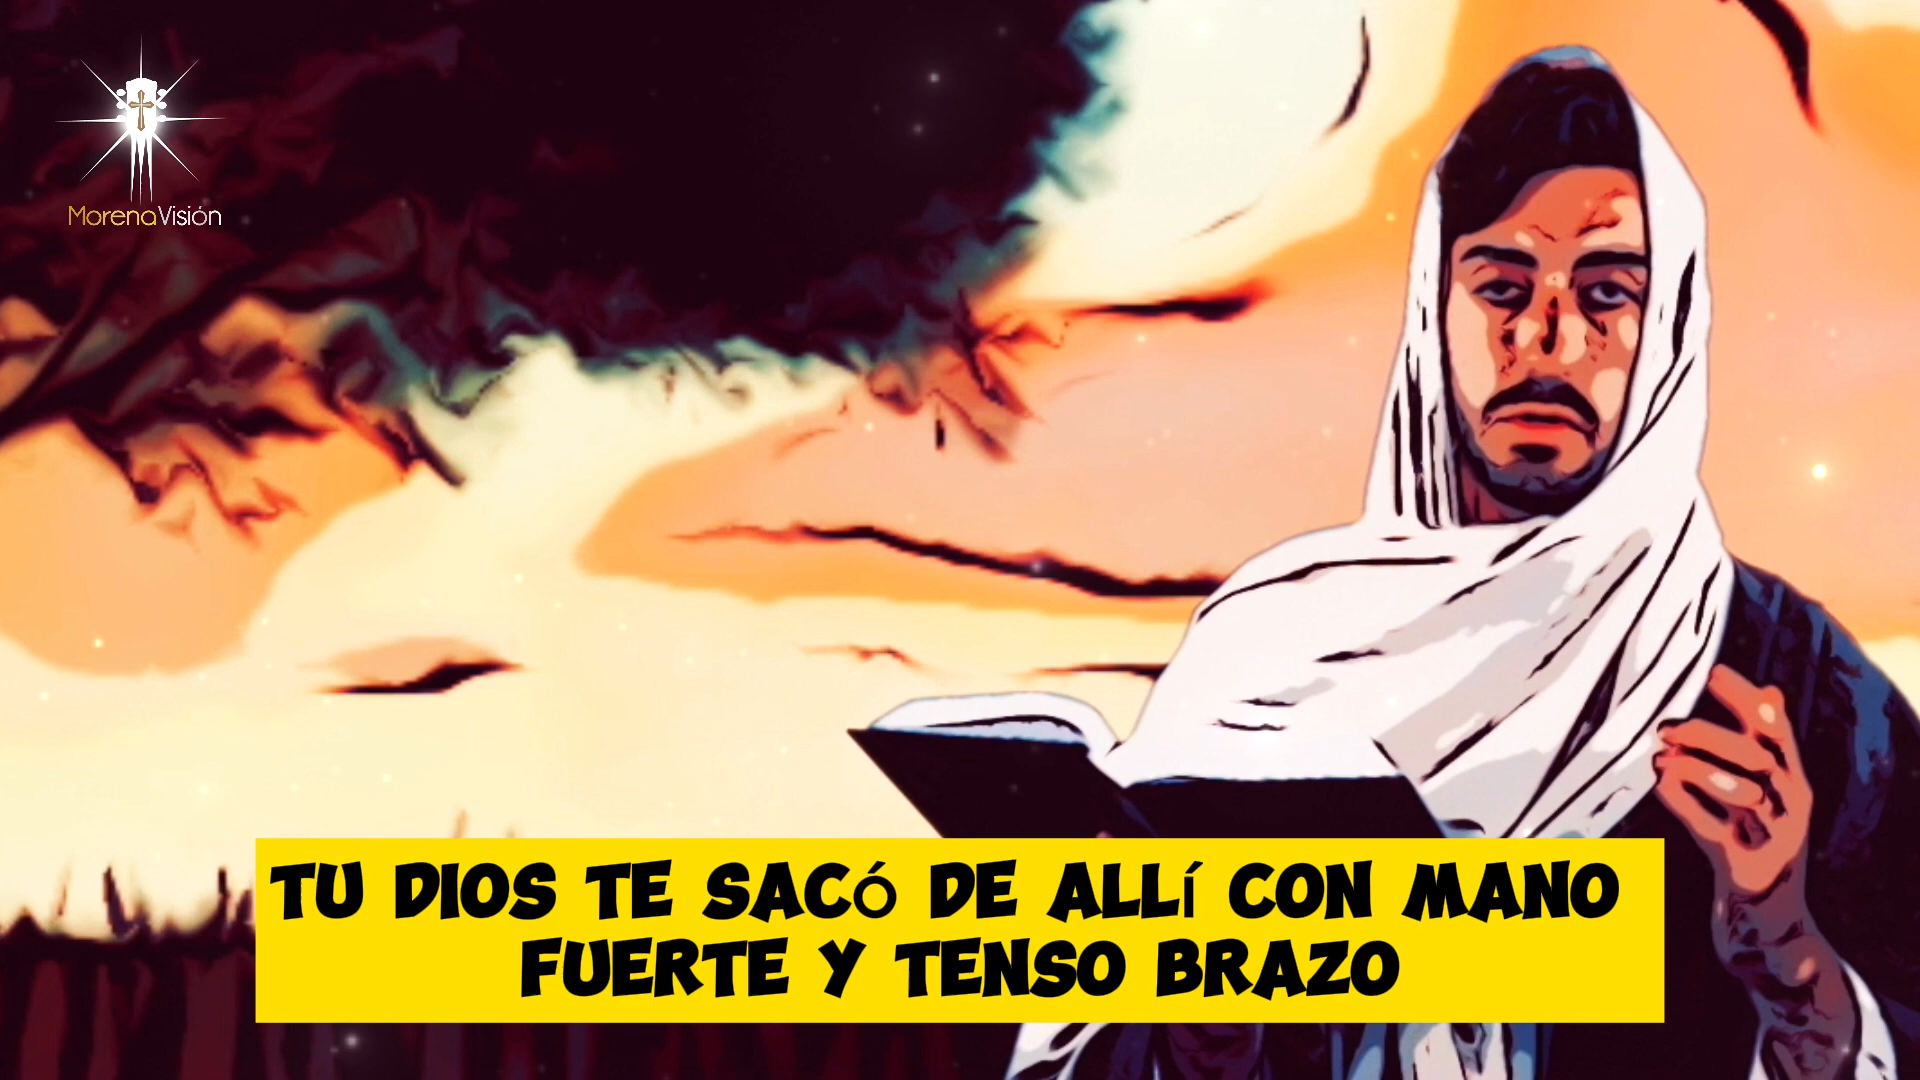 MorenaVisión
TU DIOS TE SACÓ DE ALLÍ CON MANO
FUERTE Y TENSO BRAZO